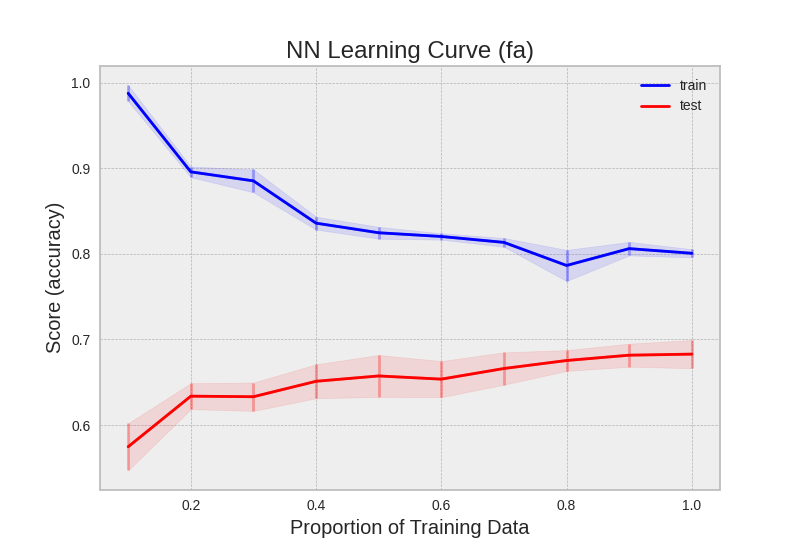 NN Learning Curve (fa)
train
test
1.0
0.9
0.8
0.7
0.6
Score (accuracy)
0.2 0.4 0.6 0.8 1.0
Proportion of Training Data